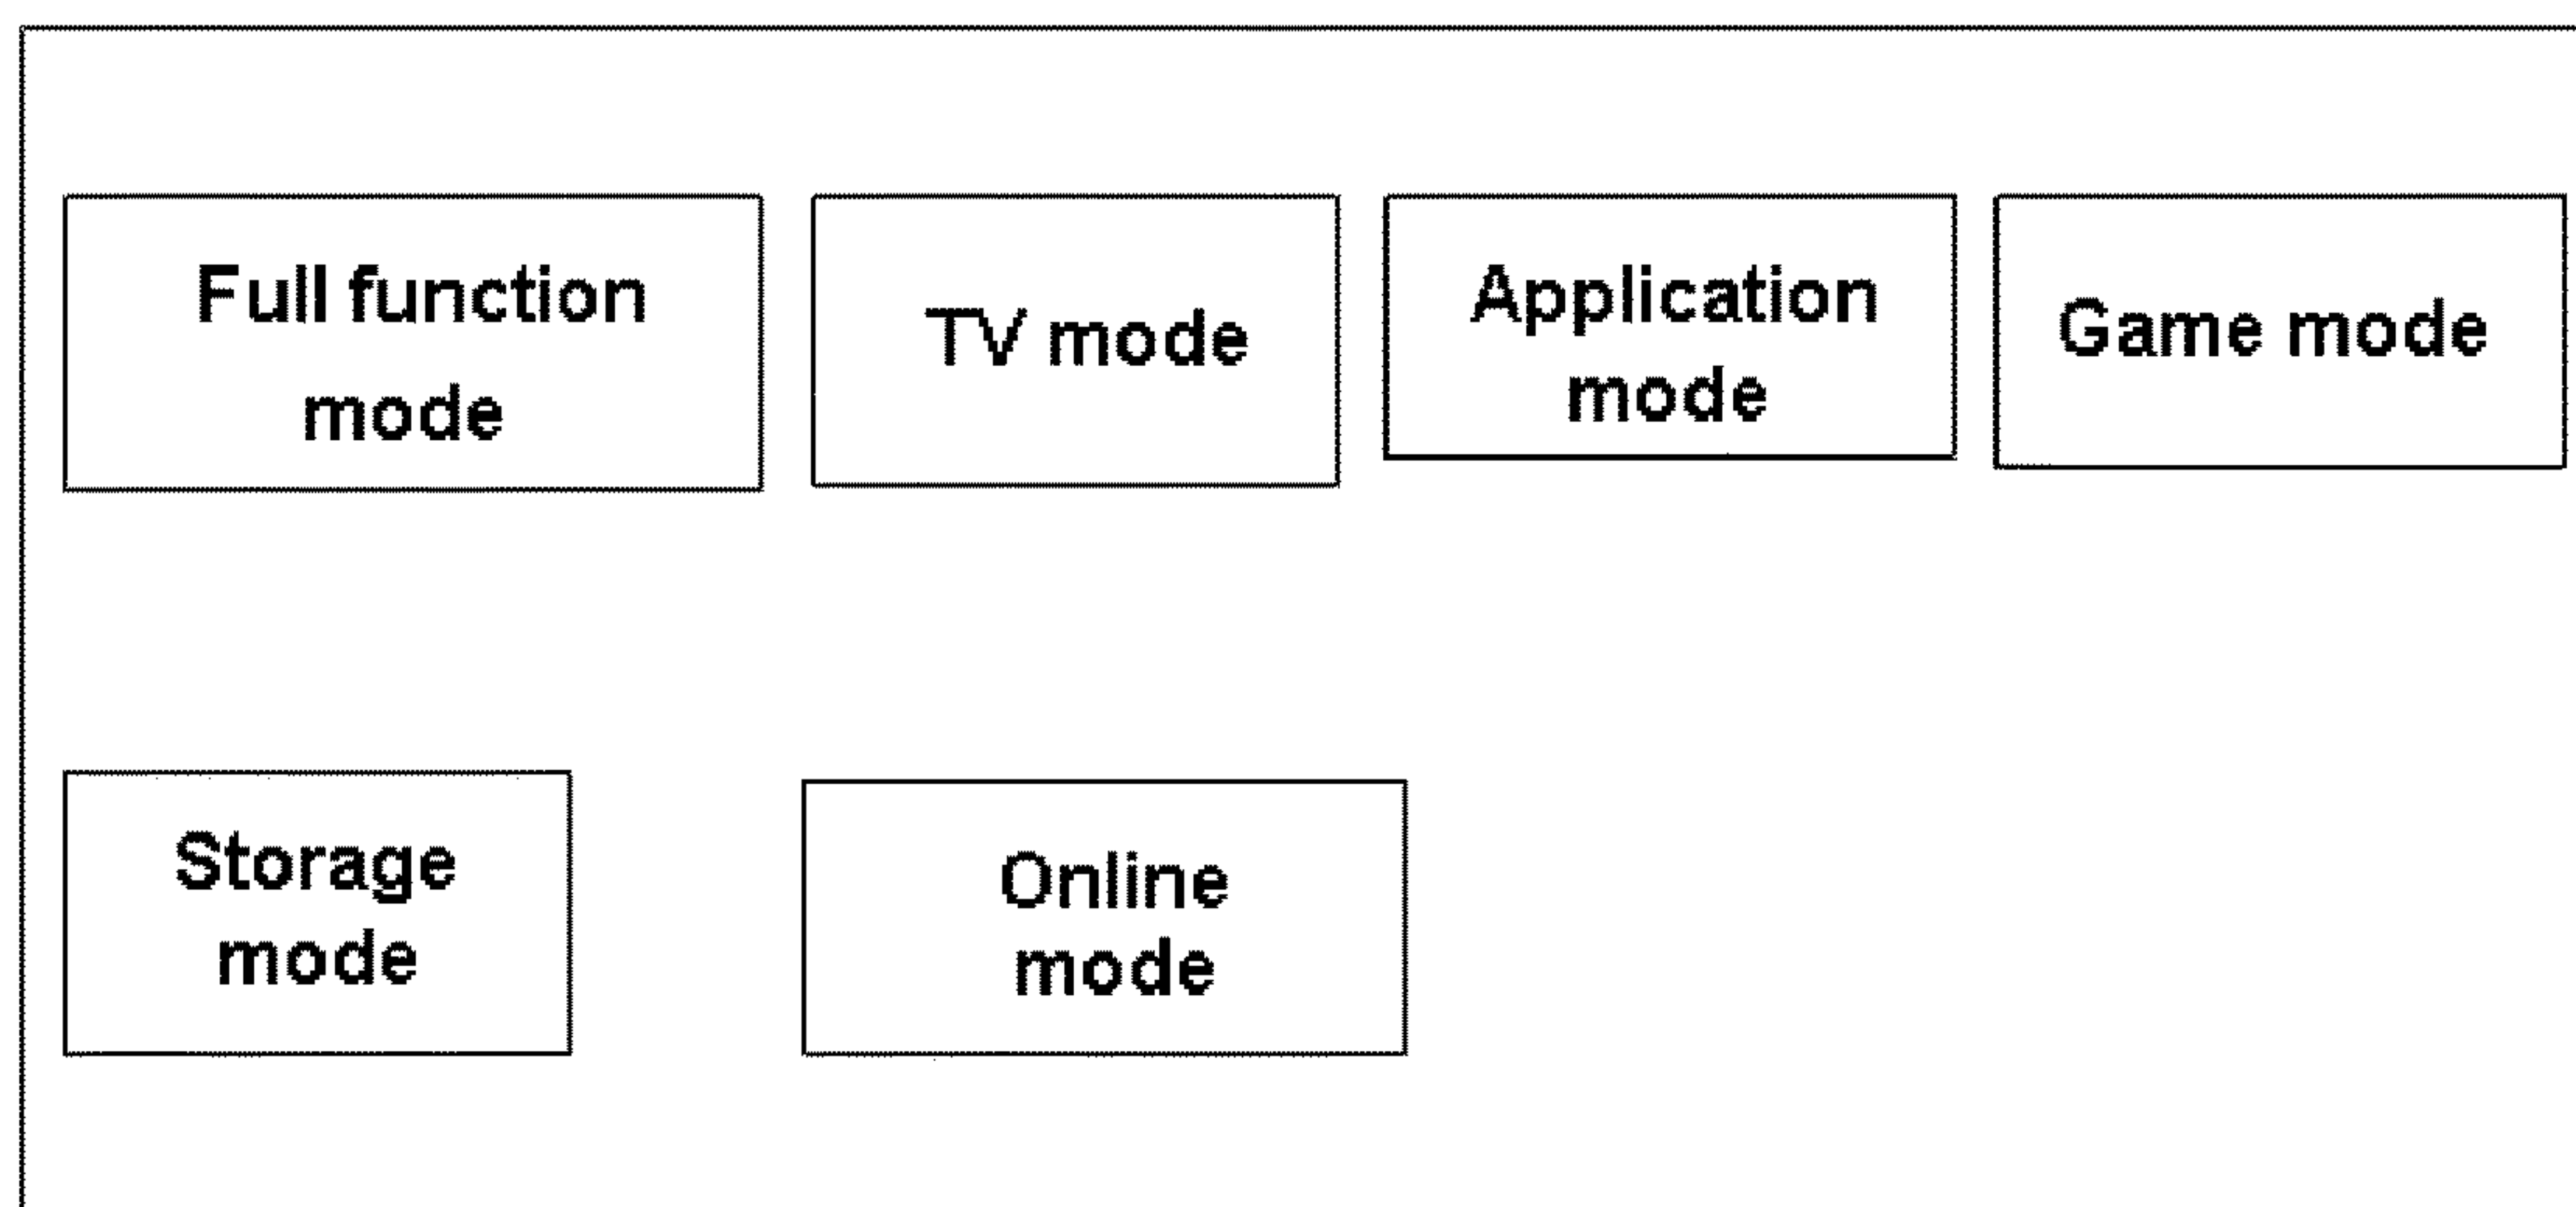 Full function
mode
TV mode
Application
mode
Game mode
Storage
mode
Online
mode